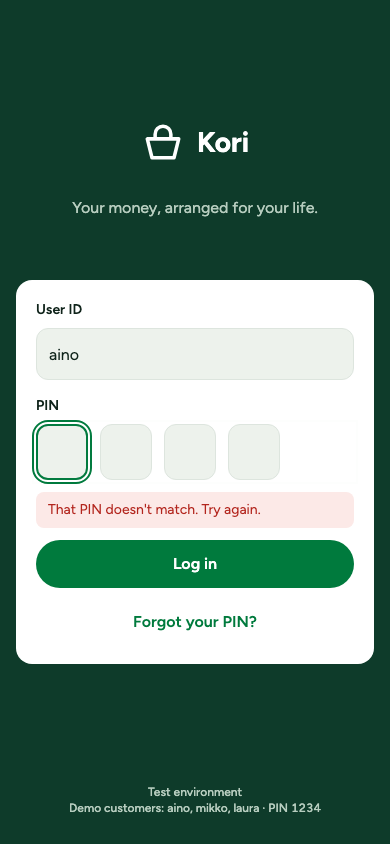 Kori
Your money, arranged for your life.
User ID
aino
PIN
That PIN doesn't match. Try again.
Log in
Forgot your PIN?
Test environment
Demo customers: aino, mikko, laura · PIN 1234